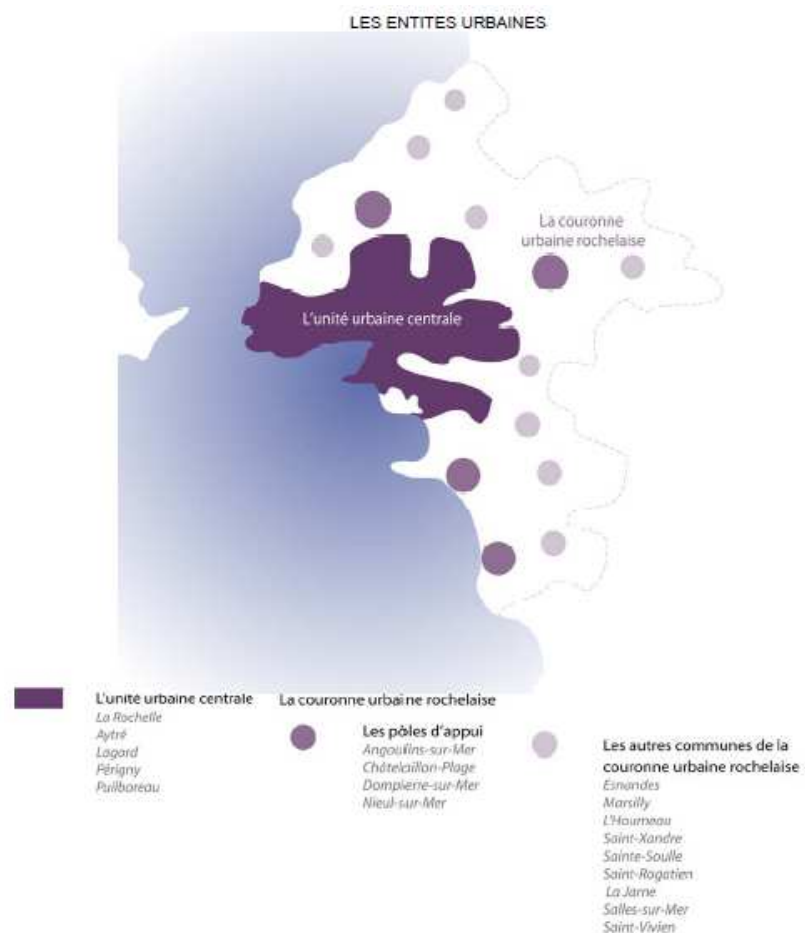 LES ENTITES URBAINES
La couronne
urbaine rochelaise
L'unité urbaine centrale
L'unité urbaine centrale
La Rochelle
Aytré
Lagord
Périgny
Puilboreau
La couronne urbaine rochelaise
Les pôles d'appui
Angoulins-sur-Mer
Châtelaillon-Plage
Dompierre-sur-Mer
Nieul-sur-Mer
Les autres communes de la
couronne urbaine rochelaise
Esnandes
Marsilly
L'Houmeau
Saint-Xandre
Sainte-Soulle
Saint-Rogatien
La Jarne
Salles-sur-Mer
Saint-Vivien